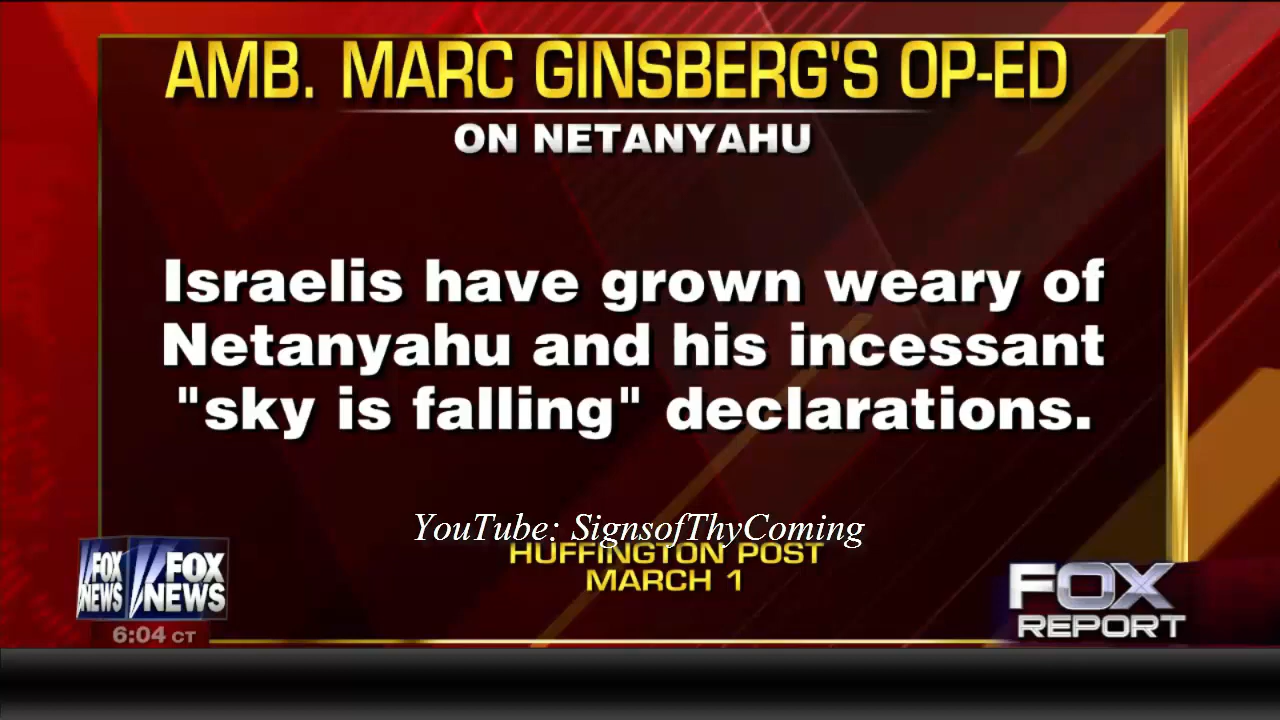 AMB. MARC GINSBERG'S OP-ED
ON NETANYAHU
Israelis have grown weary of
Netanyahu and his incessant
"sky is falling" declarations.
YouTube: SignsofThyComing
HUFFINGTON POST
MARCH 1
FOX NEWS
FOX NEWS
6:04 CT
FOX
REPORT